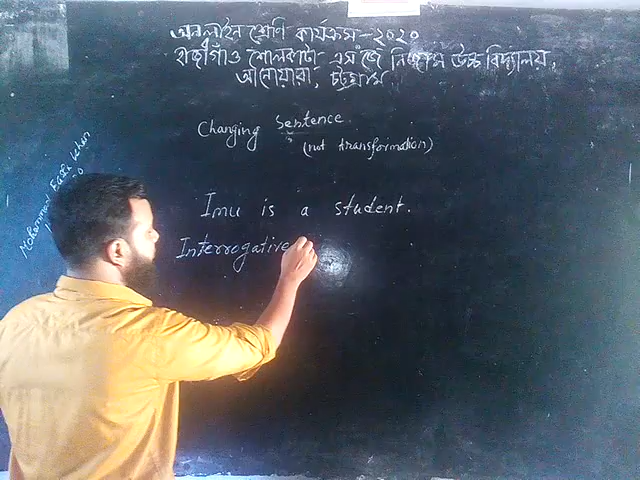 অনলাইন শ্রেণি কার্যক্রম-২০২০
শোলকাটা এস জে নিজাম উচ্চ বিদ্যালয়,
আনোয়ারা, চট্টগ্রাম
Changing Sentence.
(not transformation)
Imu is a student.
Interrogative
Mohammad Khan